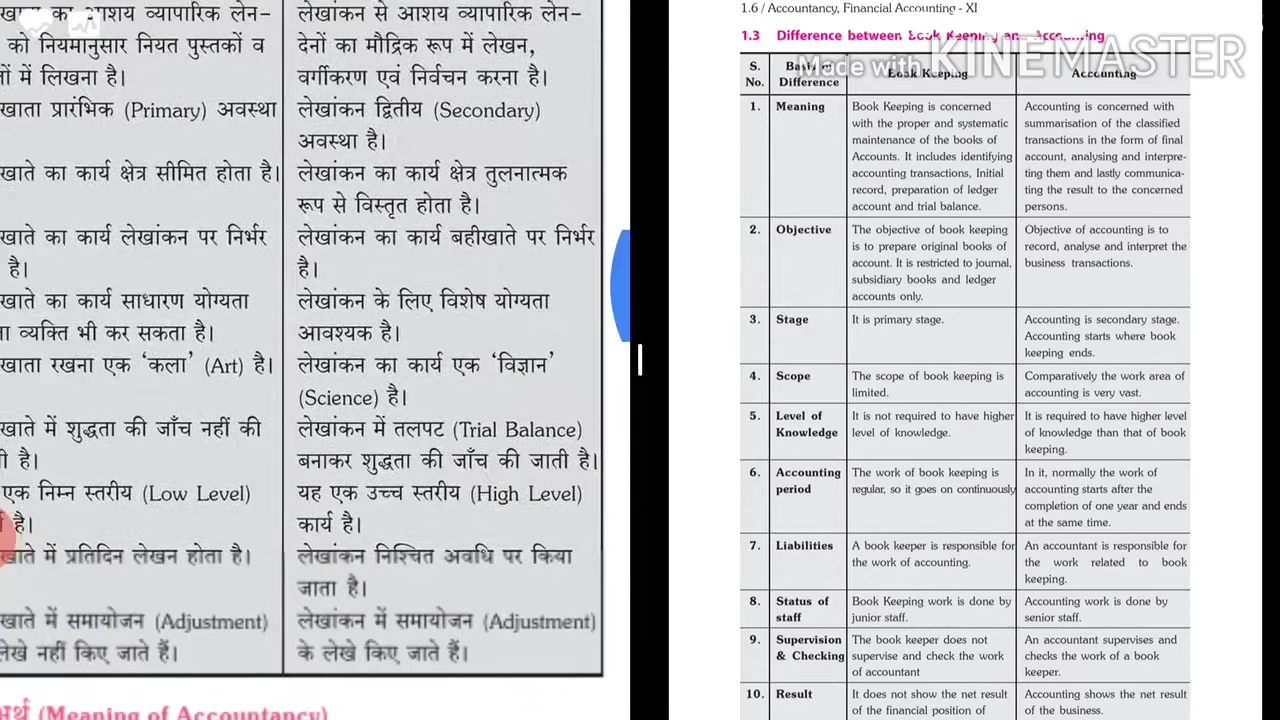 का आशय व्यापारिक लेन-
को नियमानुसार नियत पुस्तकों व
में लिखना है।
खाता प्रारंभिक (Primary) अवस्था
खाते का कार्य क्षेत्र सीमित होता है।
खाते का कार्य लेखांकन पर निर्भर
है।
खाते का कार्य साधारण योग्यता
व्यक्ति भी कर सकता है।
खाता रखना एक ‘कला’ (Art) है।
खाते में शुद्धता की जाँच नहीं की
है।
एक निम्न स्तरीय (Low Level)
है।
खाते में प्रतिदिन लेखन होता है।
खाते में समायोजन (Adjustment)
लेखे नहीं किए जाते हैं।
लेखांकन से आशय व्यापारिक लेन-
देनों का मौद्रिक रूप में लेखन,
वर्गीकरण एवं निर्वचन करना है।
लेखांकन द्वितीय (Secondary)
अवस्था है।
लेखांकन का कार्य क्षेत्र तुलनात्मक
रूप से विस्तृत होता है।
लेखांकन का कार्य बहीखाते पर निर्भर
है।
लेखांकन के लिए विशेष योग्यता
आवश्यक है।
लेखांकन का कार्य एक ‘विज्ञान’
(Science) है।
लेखांकन में तलपट (Trial Balance)
बनाकर शुद्धता की जाँच की जाती है।
यह एक उच्च स्तरीय (High Level)
कार्य है।
लेखांकन निश्चित अवधि पर किया
जाता है।
लेखांकन में समायोजन (Adjustment)
के लेखे किए जाते हैं।
(Meaning of Accountancy)
1.6 / Accountancy, Financial Accounting - XI
1.3 Difference between Book Keeping and Accounting
Made with KINEMASTER
S. No.
Basis of Difference
Book Keeping
Accounting
1. Meaning
Book Keeping is concerned
with the proper and systematic
maintenance of the books of
Accounts. It includes identifying
accounting transactions, Initial
record, preparation of ledger
account and trial balance.
Accounting is concerned with
summarisation of the classified
transactions in the form of final
account, analysing and interpre-
ting them and lastly communica-
ting the result to the concerned
persons.
2. Objective
The objective of book keeping
is to prepare original books of
account. It is restricted to journal,
subsidiary books and ledger
accounts only.
Objective of accounting is to
record, analyse and interpret the
business transactions.
3. Stage
It is primary stage.
Accounting is secondary stage.
Accounting starts where book
keeping ends.
4. Scope
The scope of book keeping is
limited.
Comparatively the work area of
accounting is very vast.
5. Level of
Knowledge
It is not required to have higher
level of knowledge.
It is required to have higher level
of knowledge than that of book
keeping.
6. Accounting
period
The work of book keeping is
regular, so it goes on continuously
In it, normally the work of
accounting starts after the
completion of one year and ends
at the same time.
7. Liabilities
A book keeper is responsible for
the work of accounting.
An accountant is responsible for
the work related to book
keeping.
8. Status of
staff
Book Keeping work is done by
junior staff.
Accounting work is done by
senior staff.
9. Supervision
& Checking
The book keeper does not
supervise and check the work
of accountant
An accountant supervises and
checks the work of a book
keeper.
10. Result
It does not show the net result
of the financial position of
Accounting shows the net result
of the business.